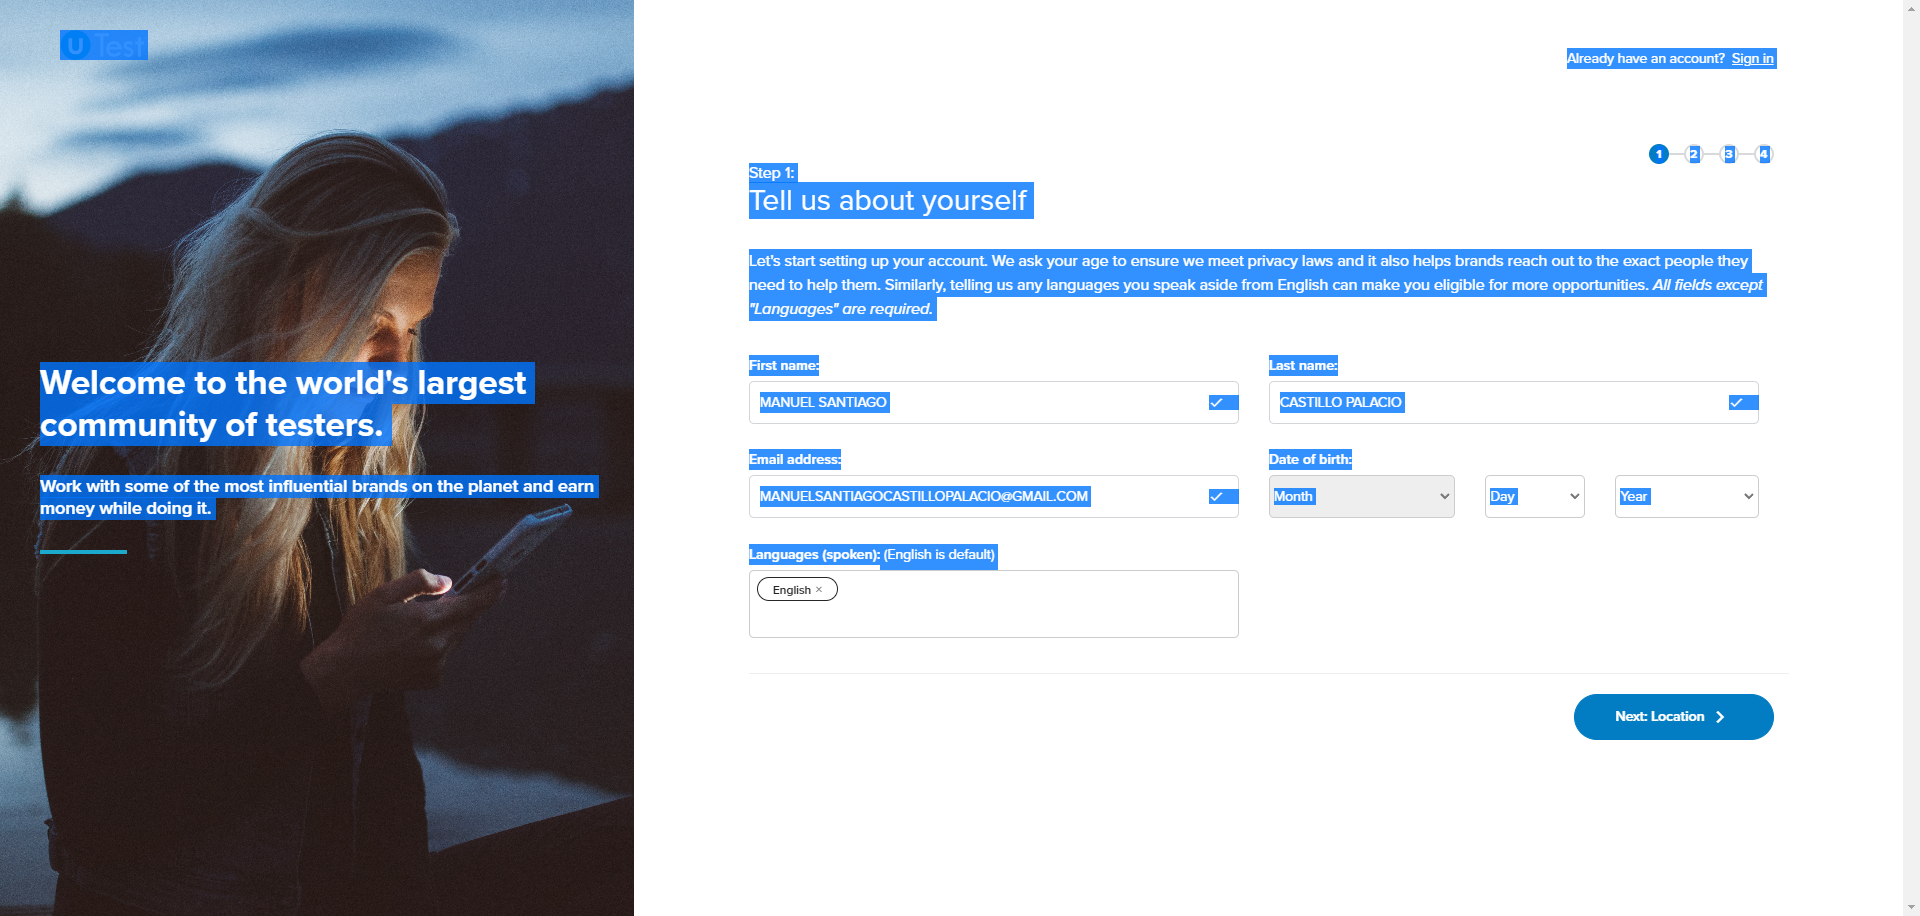 U Test
Already have an account? Sign in
1 2 3 4
Step 1:
Tell us about yourself
Let's start setting up your account. We ask your age to ensure we meet privacy laws and it also helps brands reach out to the exact people they
need to help them. Similarly, telling us any languages you speak aside from English can make you eligible for more opportunities. All fields except
"Languages" are required.
Welcome to the world's largest
community of testers.
Work with some of the most influential brands on the planet and earn
money while doing it.
First name:
Last name:
MANUEL SANTIAGO
CASTILLO PALACIO
Email address:
Date of birth:
MANUELSANTIAGOCASTILLOPALACIO@GMAIL.COM
Month
Day
Year
Languages (spoken): (English is default)
English ×
Next: Location